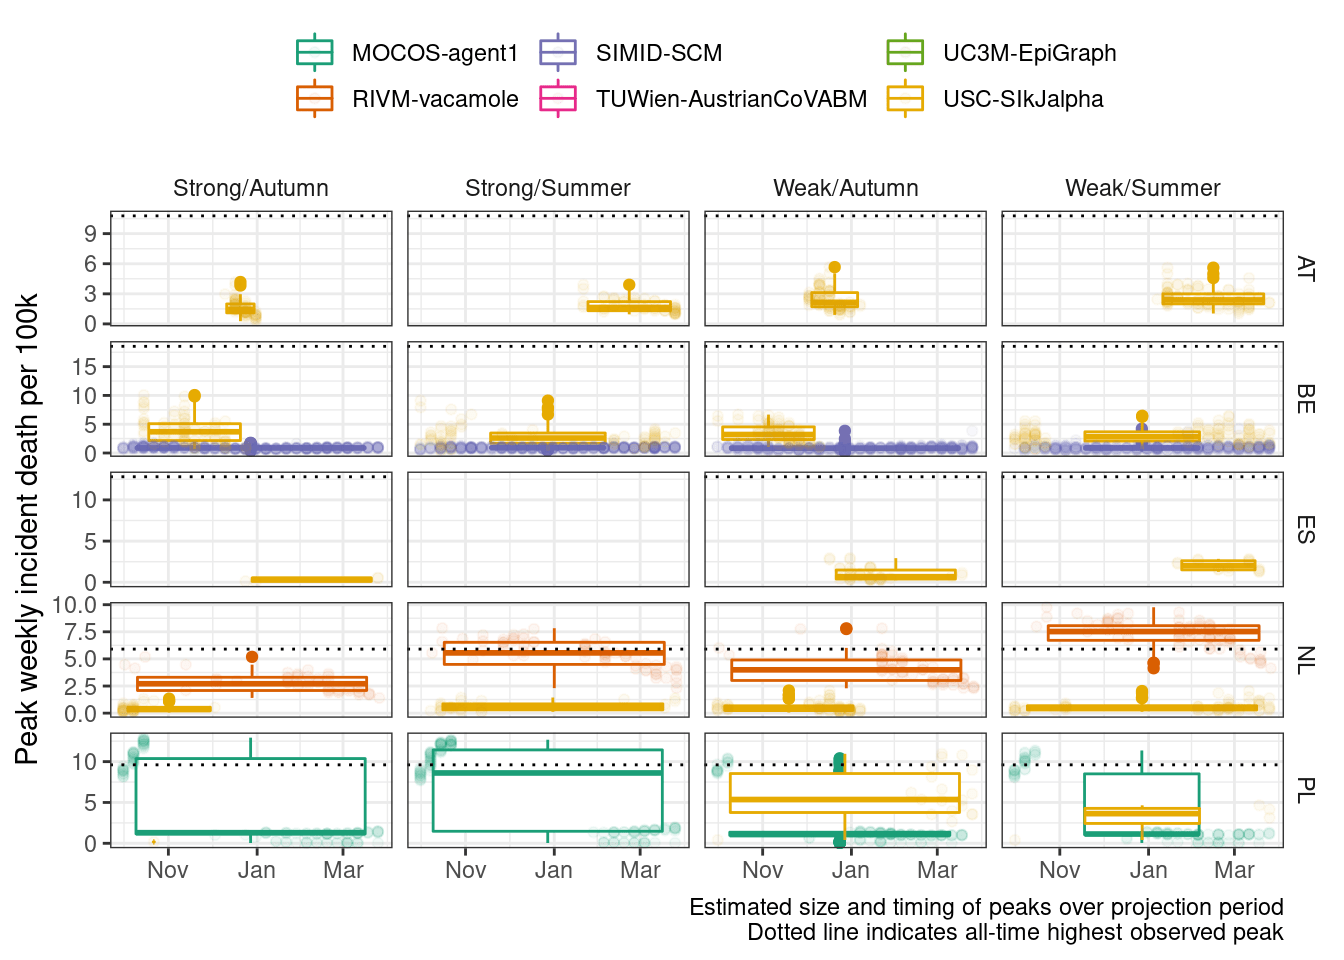 MOCOS-agent1 SIMID-SCM UC3M-EpiGraph
RIVM-vacamole TUWien-AustrianCoVABM USC-SIkJalpha
Strong/Autumn Strong/Summer Weak/Autumn Weak/Summer
Peak weekly incident death per 100k
9
6
3
0
AT
15
10
5
0
BE
10
5
0
ES
10.0
7.5
5.0
2.5
0.0
NL
10
5
0
PL
Nov Jan Mar Nov Jan Mar Nov Jan Mar Nov Jan Mar
Estimated size and timing of peaks over projection period
Dotted line indicates all-time highest observed peak